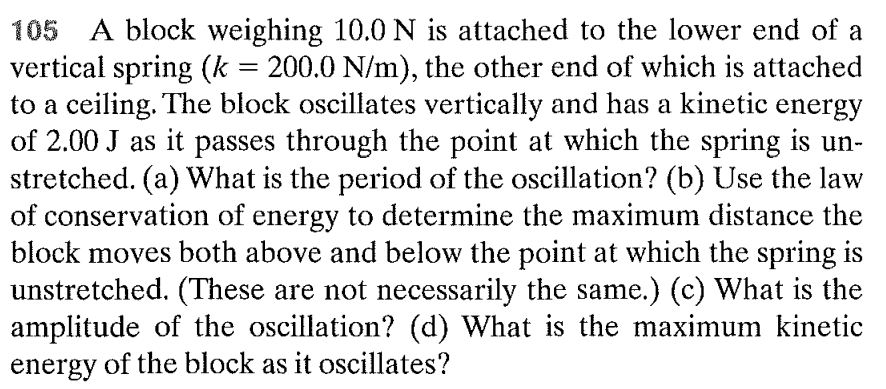 105 A block weighing 10.0 N is attached to the lower end of a
vertical spring (k = 200.0 N/m), the other end of which is attached
to a ceiling. The block oscillates vertically and has a kinetic energy
of 2.00 J as it passes through the point at which the spring is un-
stretched. (a) What is the period of the oscillation? (b) Use the law
of conservation of energy to determine the maximum distance the
block moves both above and below the point at which the spring is
unstretched. (These are not necessarily the same.) (c) What is the
amplitude of the oscillation? (d) What is the maximum kinetic
energy of the block as it oscillates?